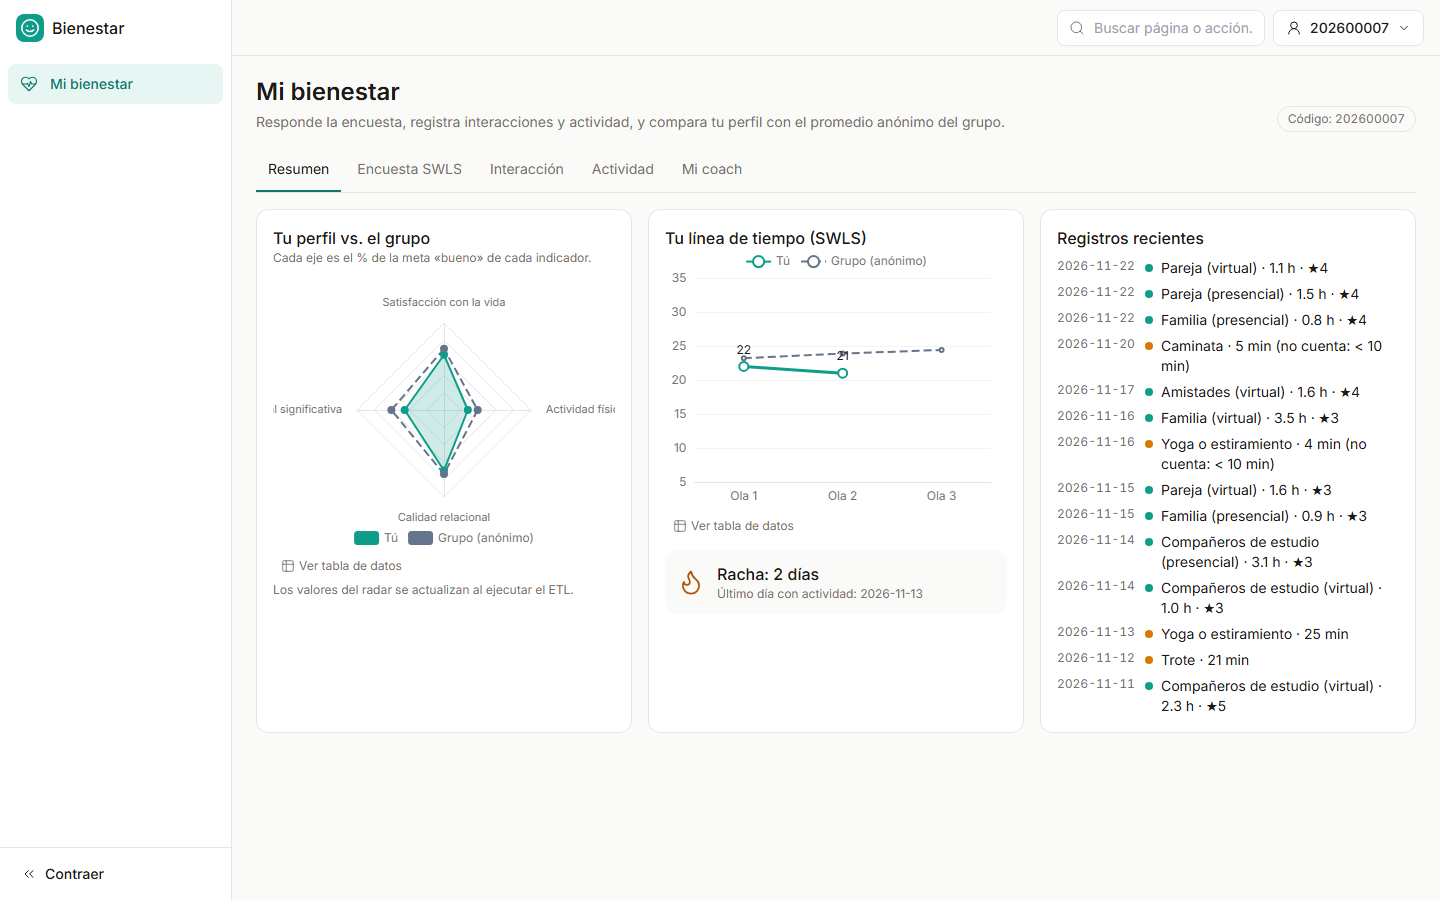 Bienestar
Buscar página o acción.
202600007
Mi bienestar
Mi bienestar
Responde la encuesta, registra interacciones y actividad, y compara tu perfil con el promedio anónimo del grupo.
Código: 202600007
Resumen
Encuesta SWLS
Interacción
Actividad
Mi coach
Tu perfil vs. el grupo
Cada eje es el % de la meta «bueno» de cada indicador.
Satisfacción con la vida
l significativa
Actividad físic
Calidad relacional
Tú
Grupo (anónimo)
Ver tabla de datos
Los valores del radar se actualizan al ejecutar el ETL.
Tu línea de tiempo (SWLS)
Tú
Grupo (anónimo)
35
30
25
20
15
10
5
22
21
Ola 1
Ola 2
Ola 3
Ver tabla de datos
Racha: 2 días
Último día con actividad: 2026-11-13
Registros recientes
2026-11-22 Pareja (virtual) · 1.1 h · ★4
2026-11-22 Pareja (presencial) · 1.5 h · ★4
2026-11-22 Familia (presencial) · 0.8 h · ★4
2026-11-20 Caminata · 5 min (no cuenta: < 10
min)
2026-11-17 Amistades (virtual) · 1.6 h · ★4
2026-11-16 Familia (virtual) · 3.5 h · ★3
2026-11-16 Yoga o estiramiento · 4 min (no
cuenta: < 10 min)
2026-11-15 Pareja (virtual) · 1.6 h · ★3
2026-11-15 Familia (presencial) · 0.9 h · ★3
2026-11-14 Compañeros de estudio
(presencial) · 3.1 h · ★3
2026-11-14 Compañeros de estudio (virtual) ·
1.0 h · ★3
2026-11-13 Yoga o estiramiento · 25 min
2026-11-12 Trote · 21 min
2026-11-11 Compañeros de estudio (virtual) ·
2.3 h · ★5
Contraer